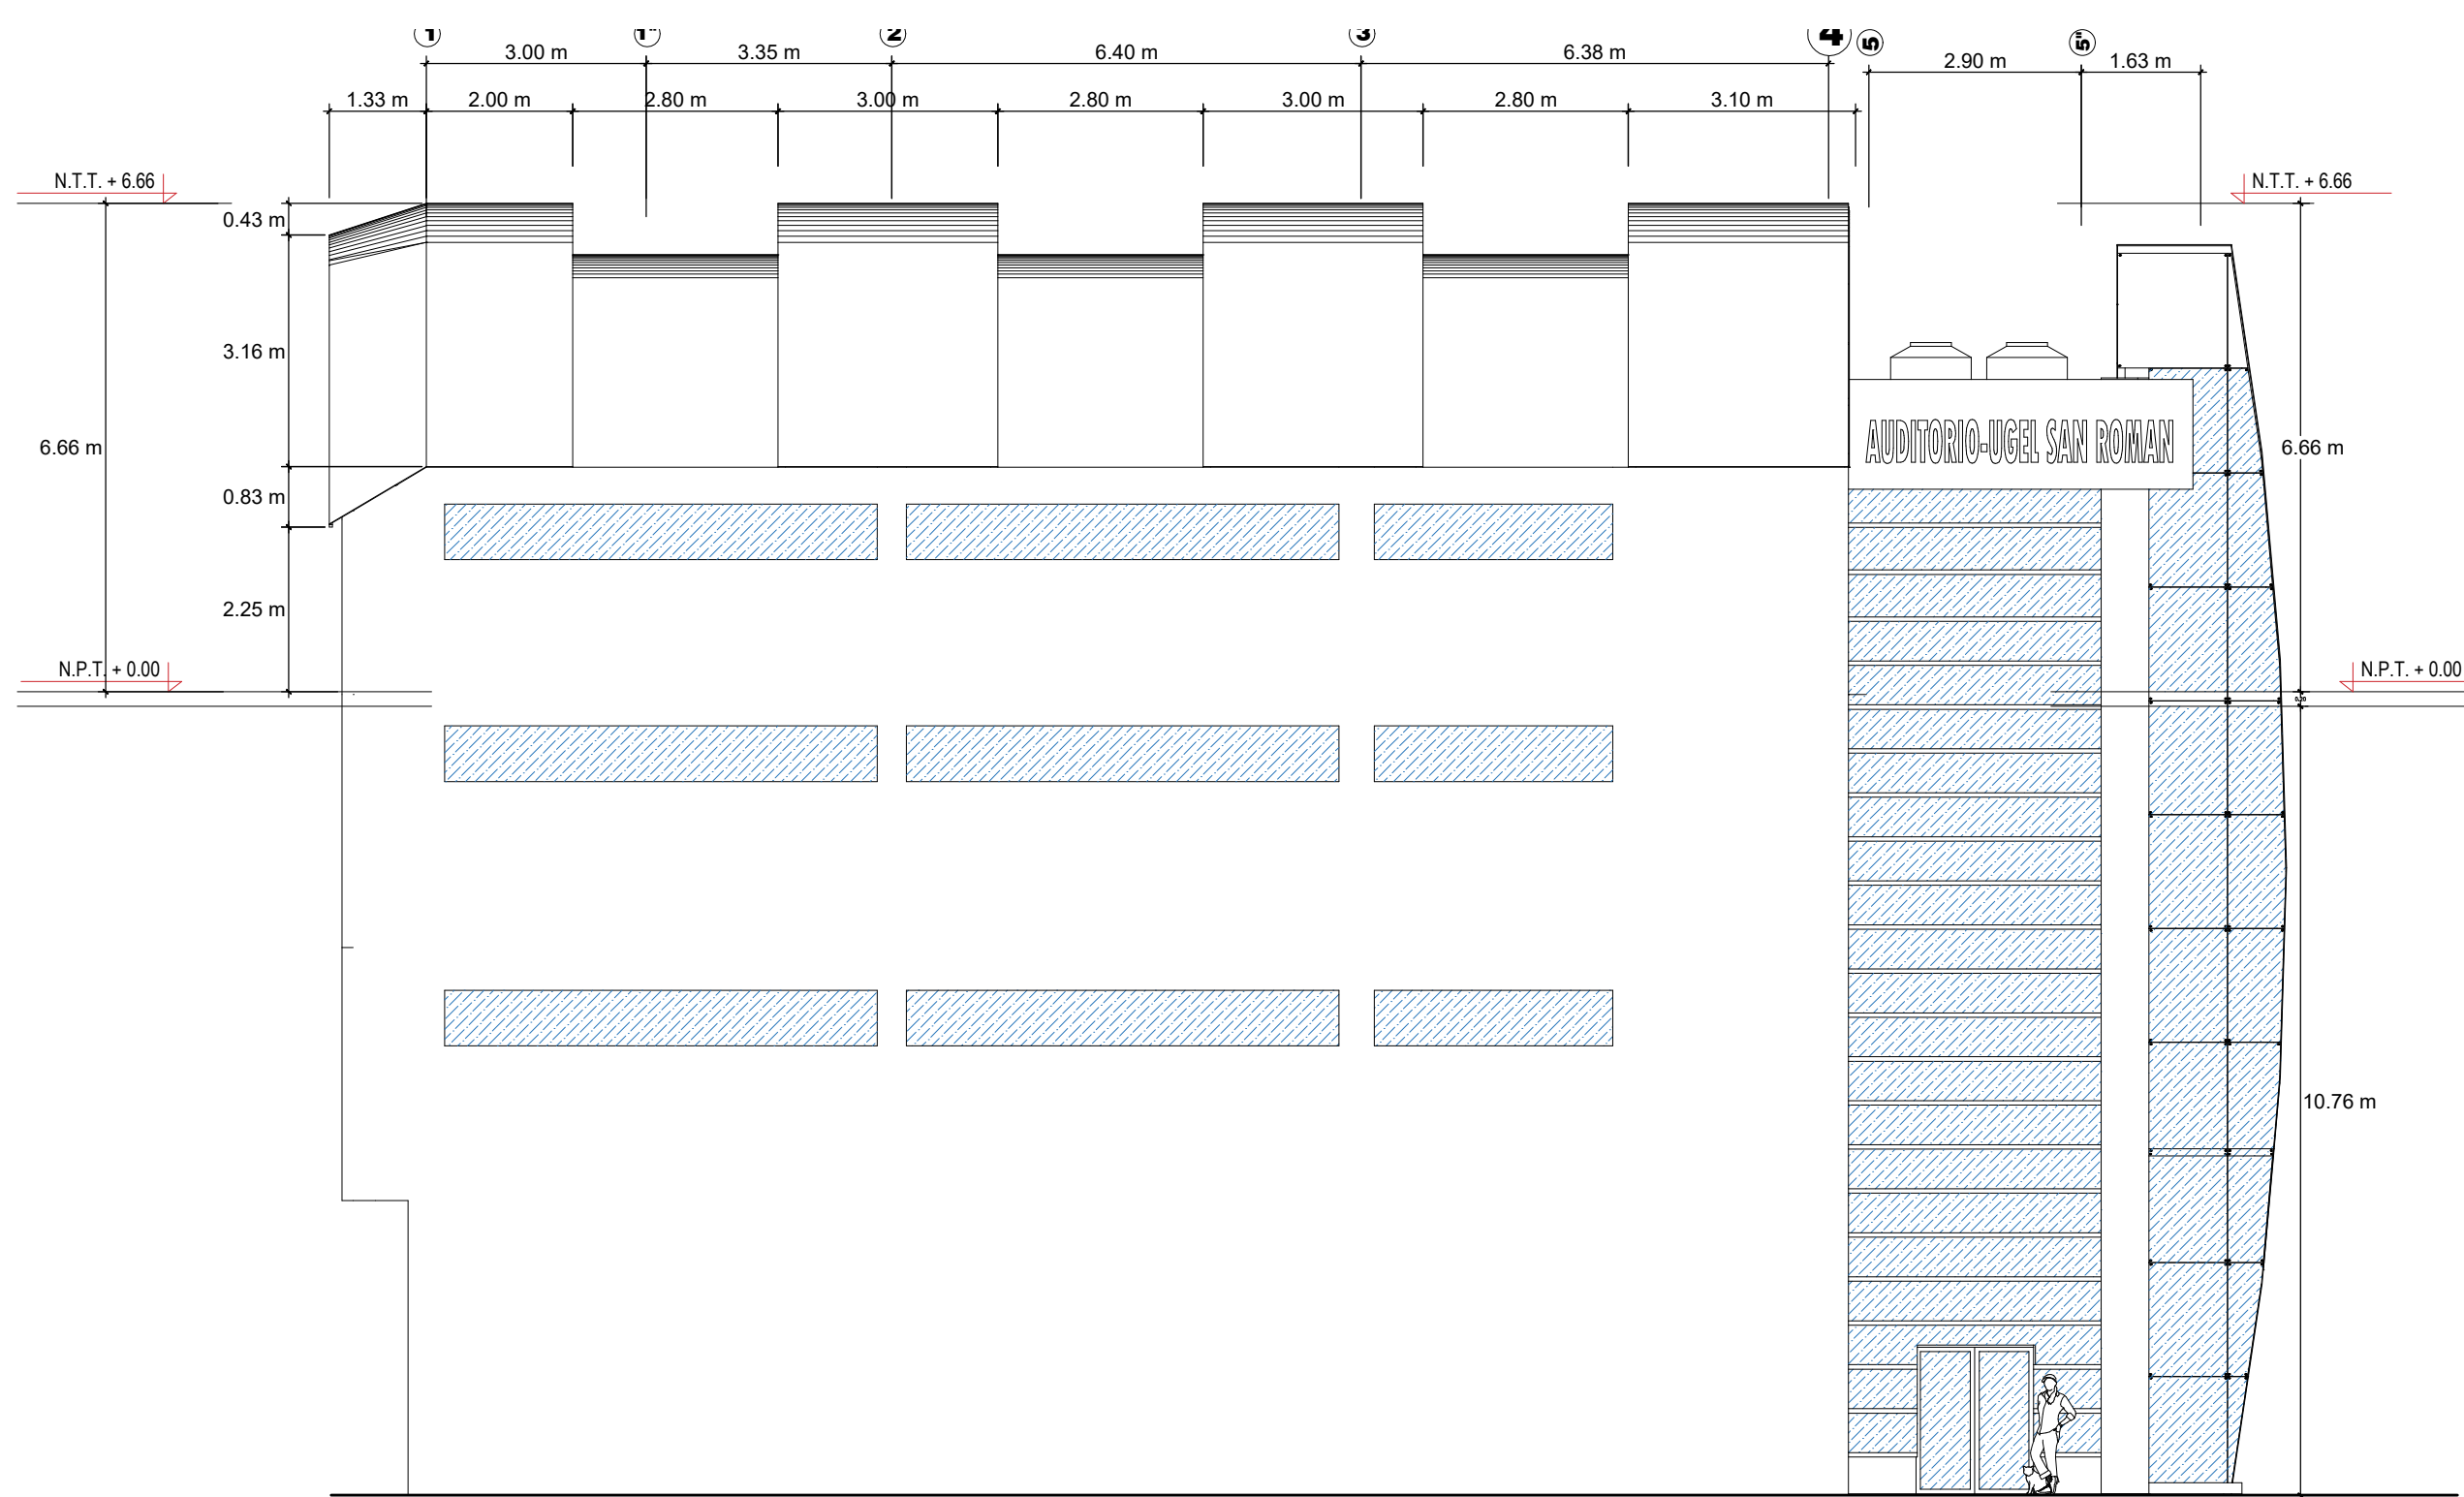 1 1" 2 3 4 5 5"
3.00 m 3.35 m 6.40 m 6.38 m 2.90 m 1.63 m
1.33 m 2.00 m 2.80 m 3.00 m 2.80 m 3.00 m 2.80 m 3.10 m
N.T.T. + 6.66 N.T.T. + 6.66
0.43 m
3.16 m
6.66 m AUDITORIO-UGEL SAN ROMAN 6.66 m
0.83 m
2.25 m
N.P.T. + 0.00 N.P.T. + 0.00
10.76 m